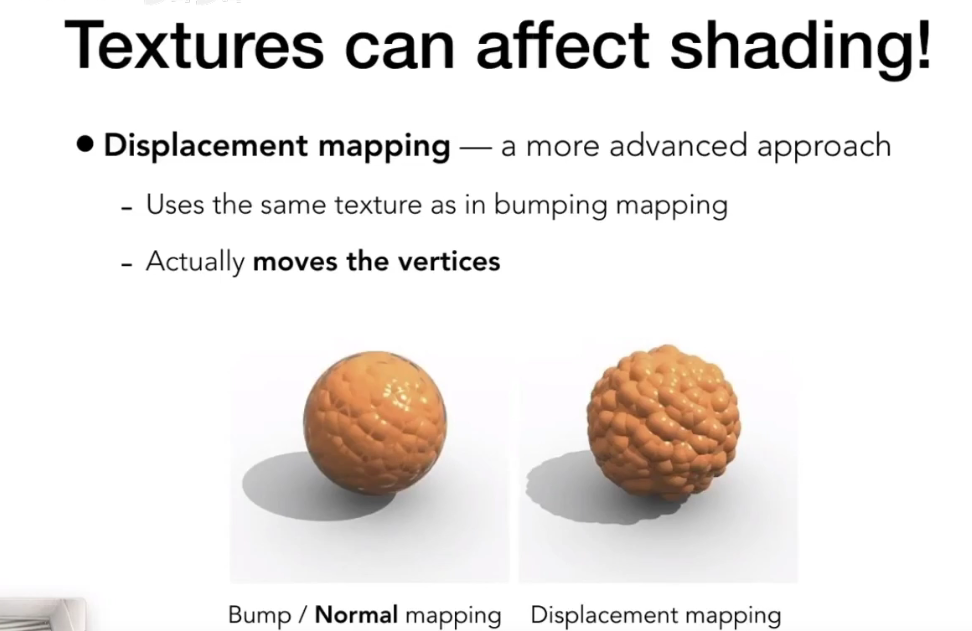 Textures can affect shading!
● Displacement mapping — a more advanced approach
- Uses the same texture as in bumping mapping
- Actually moves the vertices
Bump / Normal mapping Displacement mapping